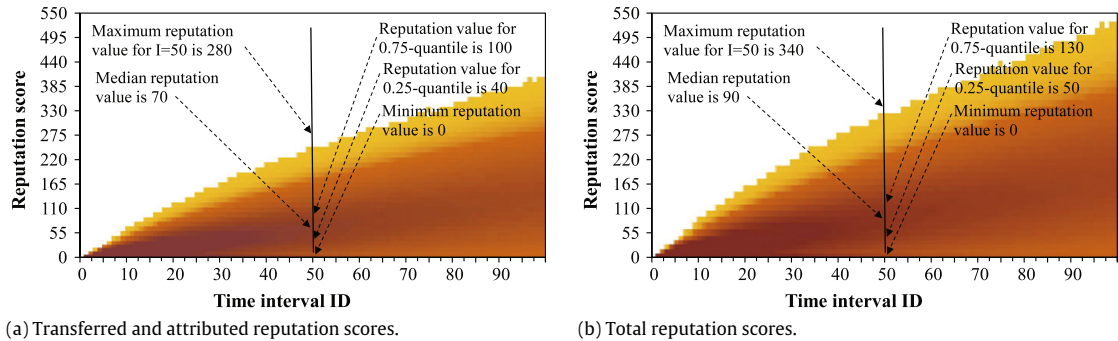 550
495
440
385
330
275
220
165
110
55
0
Reputation score
Maximum reputation
value for I=50 is 280
Median reputation
value is 70
Reputation value for
0.75-quantile is 100
Reputation value for
0.25-quantile is 40
Minimum reputation
value is 0
0 10 20 30 40 50 60 70 80 90
Time interval ID
(a) Transferred and attributed reputation scores.
550
495
440
385
330
275
220
165
110
55
0
Reputation score
Maximum reputation
value for I=50 is 340
Median reputation
value is 90
Reputation value for
0.75-quantile is 130
Reputation value for
0.25-quantile is 50
Minimum reputation
value is 0
0 10 20 30 40 50 60 70 80 90
Time interval ID
(b) Total reputation scores.